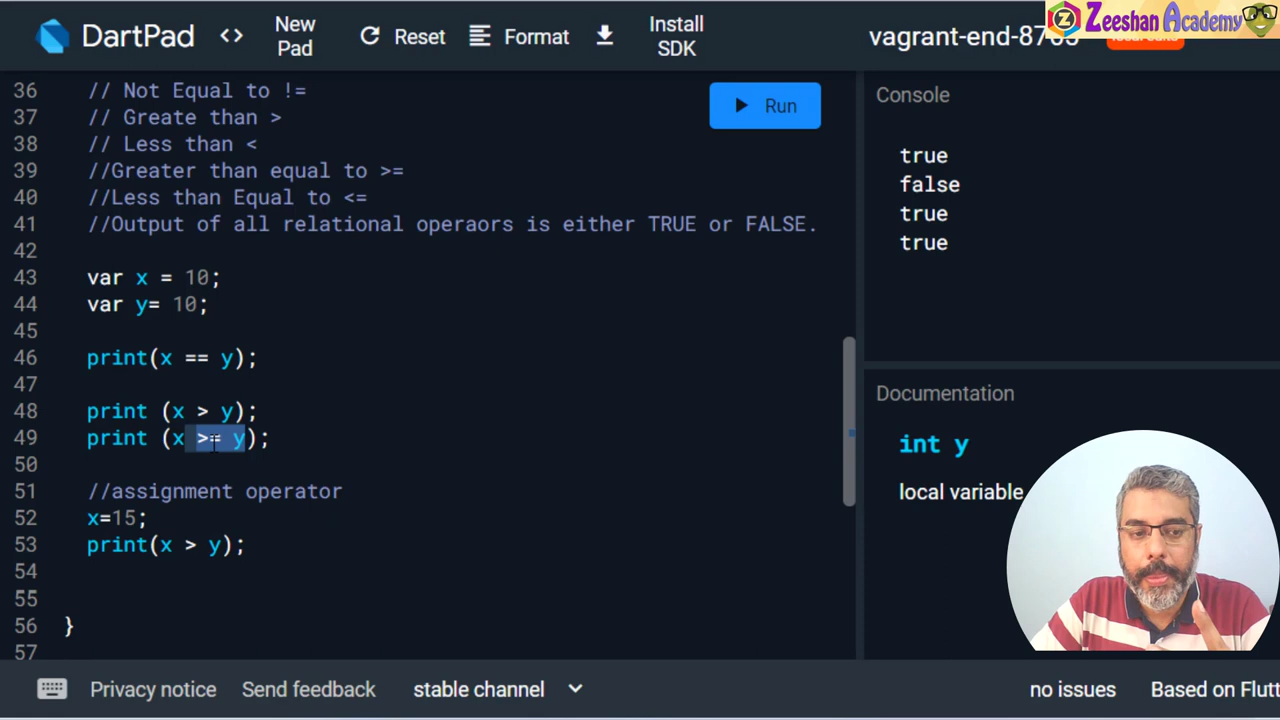 DartPad
<>
New Pad
Reset
Format
Install SDK
vagrant-end-8
Zeeshan Academy
36 // Not Equal to !=
37 // Greate than >
38 // Less than <
39 //Greater than equal to >=
40 //Less than Equal to <=
41 //Output of all relational operaors is either TRUE or FALSE.
42
43 var x = 10;
44 var y= 10;
45
46 print(x == y);
47
48 print (x > y);
49 print (x >= y);
50
51 //assignment operator
52 x=15;
53 print(x > y);
54
55
56 }
57
Run
Console
true
false
true
true
Documentation
int y
local variable
Privacy notice
Send feedback
stable channel
no issues
Based on Flutt